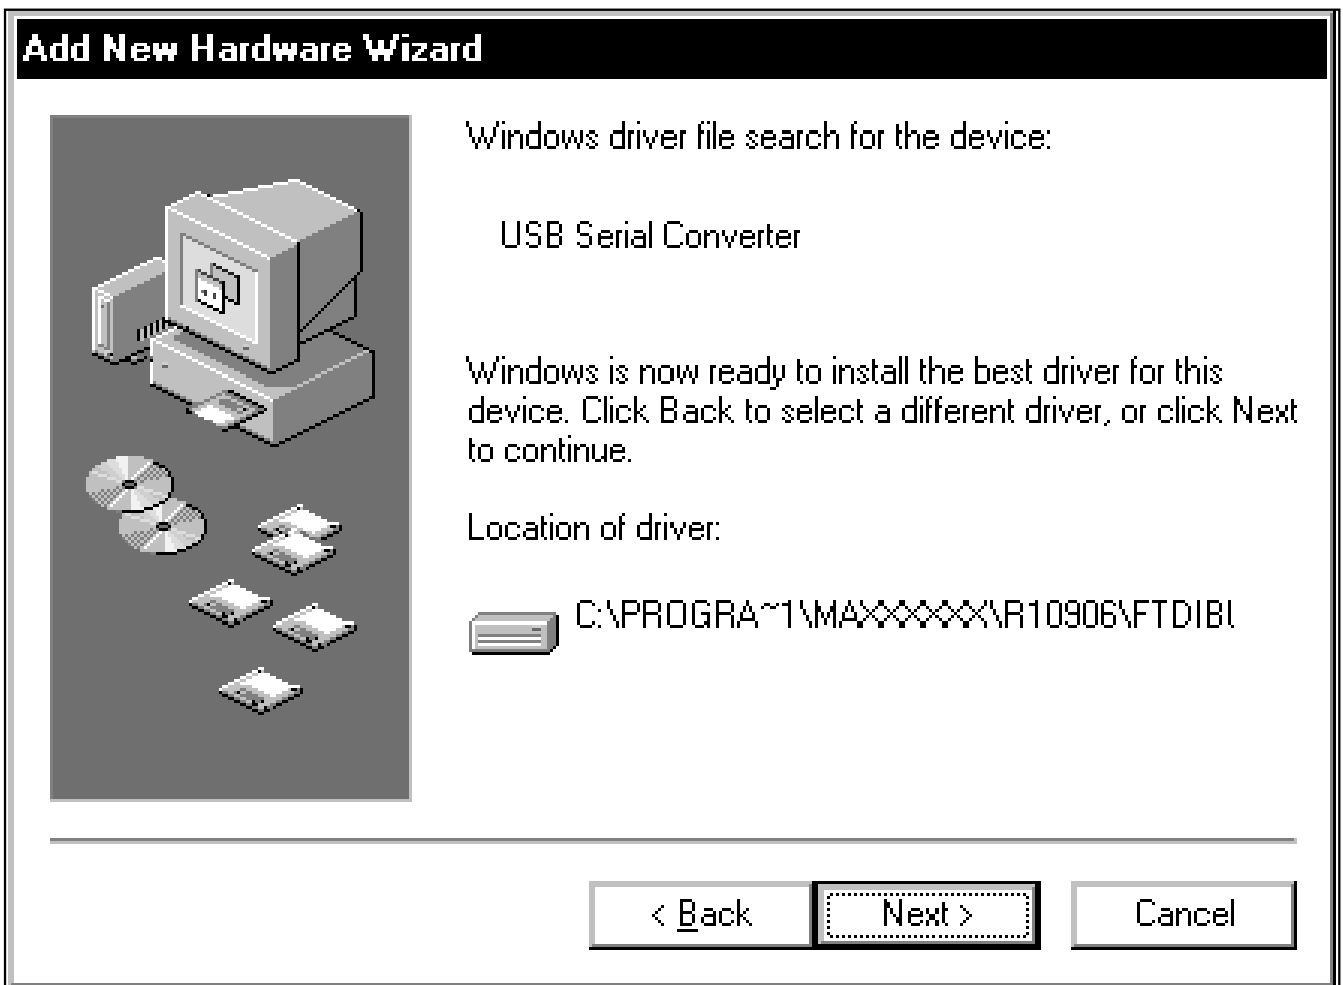 Add New Hardware Wizard
Windows driver file search for the device:
USB Serial Converter
Windows is now ready to install the best driver for this
device. Click Back to select a different driver, or click Next
to continue.
Location of driver:
C:\PROGRA~1\MAXXXXXX\R10906\FTDIBU
< Back
Next >
Cancel